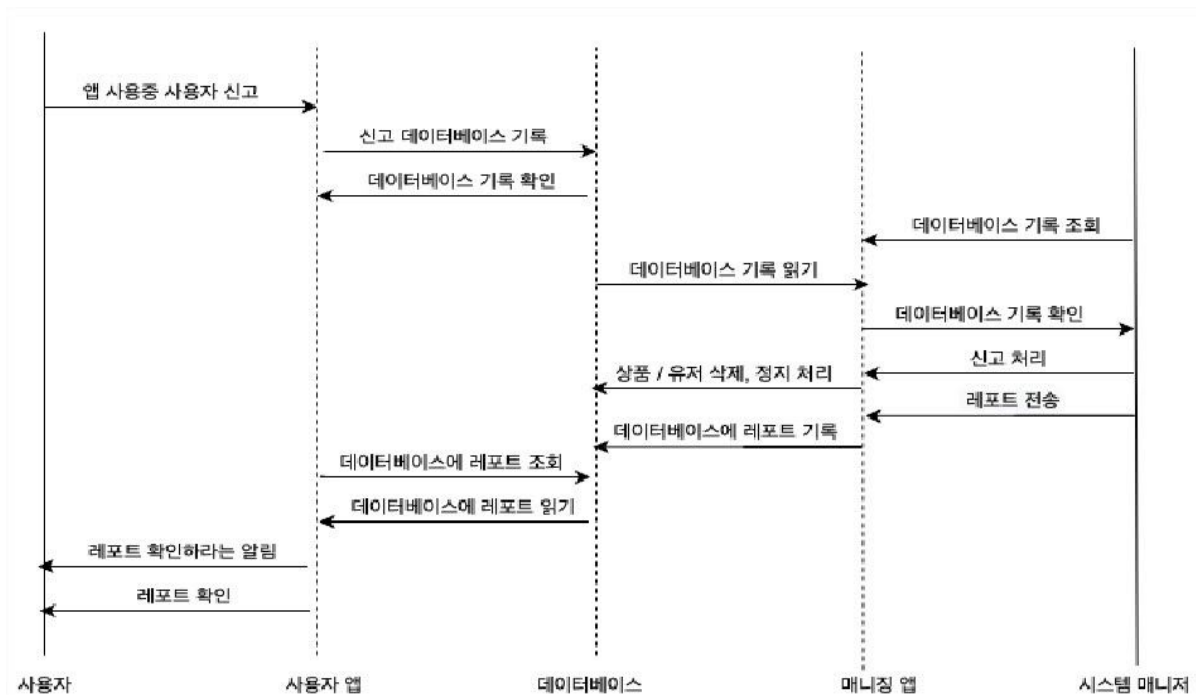 앱 사용중 사용자 신고
신고 데이터베이스 기록
데이터베이스 기록 확인
데이터베이스 기록 조회
데이터베이스 기록 읽기
데이터베이스 기록 확인
신고 처리
상품 / 유저 삭제, 정지 처리
레포트 전송
데이터베이스에 레포트 기록
데이터베이스에 레포트 조회
데이터베이스에 레포트 읽기
레포트 확인하라는 알림
레포트 확인
사용자 사용자 앱 데이터베이스 매니징 앱 시스템 매니저